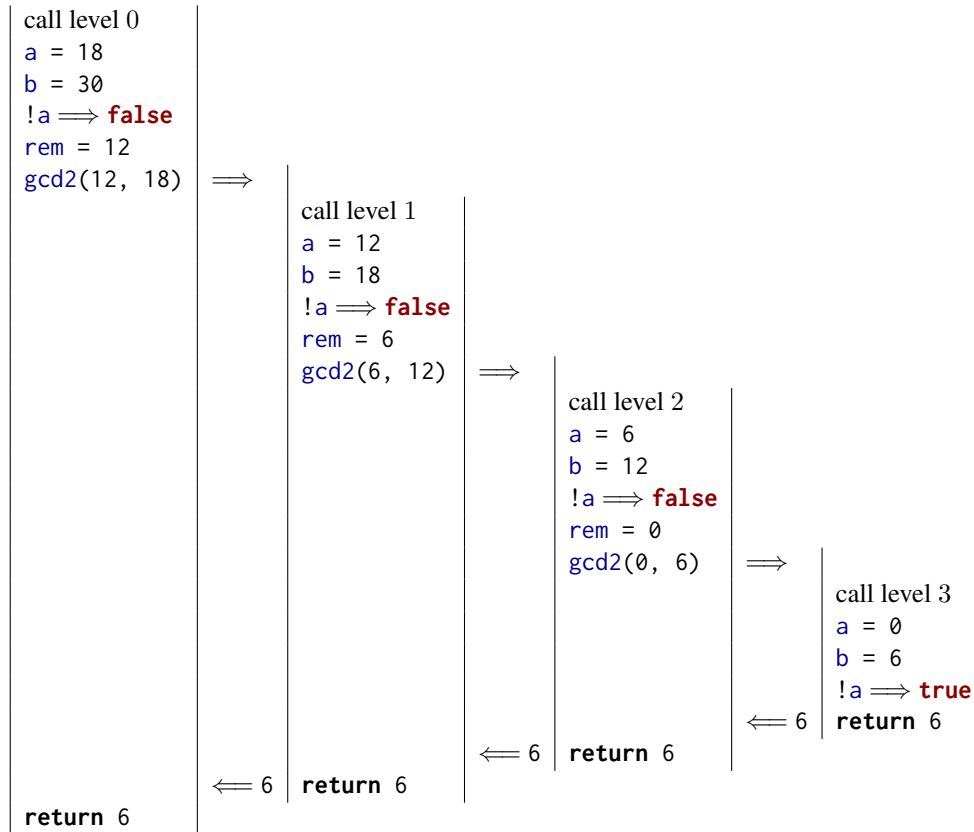 call level 0
a = 18
b = 30
!a ⟹ false
rem = 12
gcd2(12, 18) ⟹
call level 1
a = 12
b = 18
!a ⟹ false
rem = 6
gcd2(6, 12) ⟹
call level 2
a = 6
b = 12
!a ⟹ false
rem = 0
gcd2(0, 6) ⟹
call level 3
a = 0
b = 6
!a ⟹ true
⟸ 6 return 6
⟸ 6 return 6
⟸ 6 return 6
return 6